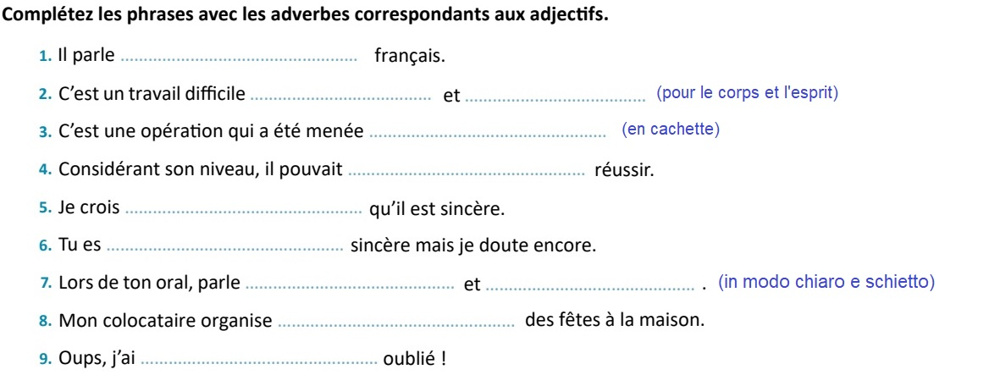 Complétez les phrases avec les adverbes correspondants aux adjectifs.
1. Il parle ............................................ français.
2. C'est un travail difficile .................................. et .................................. (pour le corps et l'esprit)
3. C'est une opération qui a été menée ............................................ (en cachette)
4. Considérant son niveau, il pouvait ............................................ réussir.
5. Je crois ............................................ qu'il est sincère.
6. Tu es ............................................ sincère mais je doute encore.
7. Lors de ton oral, parle ....................................... et ....................................... . (in modo chiaro e schietto)
8. Mon colocataire organise ............................................ des fêtes à la maison.
9. Oups, j'ai ............................................ oublié !